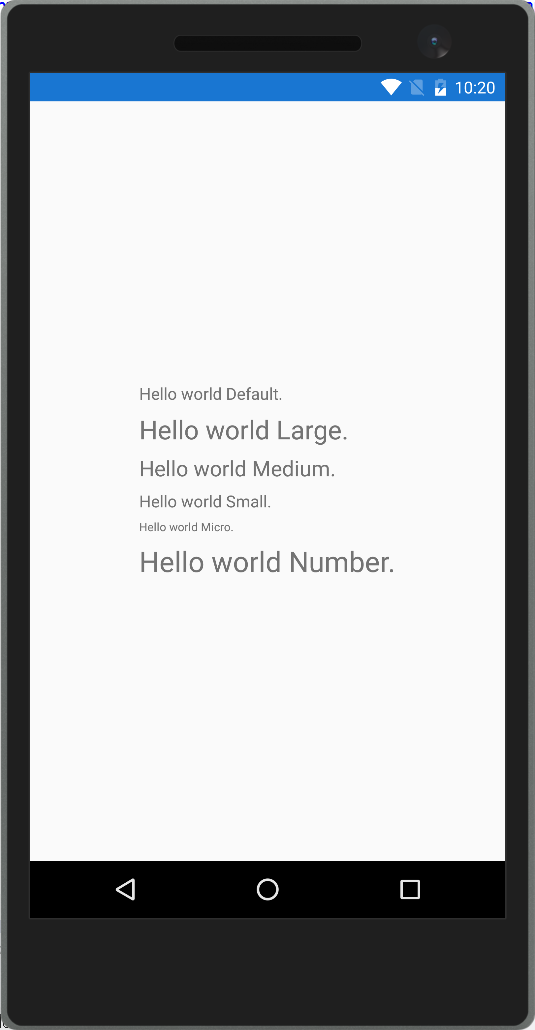 10:20
Hello world Default.
Hello world Large.
Hello world Medium.
Hello world Small.
Hello world Micro.
Hello world Number.